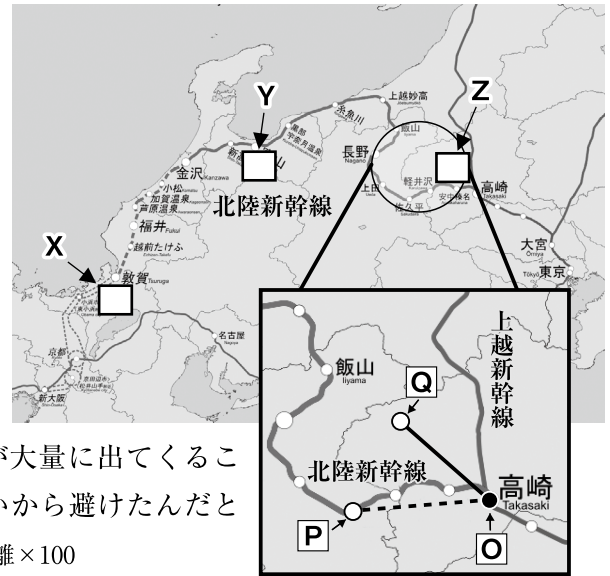 Y
Z
X
上越妙高
糸魚川
黒部
宇奈月温泉
飯山
長野
Nagano
上田
軽井沢
佐久平
安中榛名
高崎
Takasaki
金沢
Kanazawa
小松
加賀温泉
芦原温泉
福井
Fukui
越前たけふ
敦賀
Tsuruga
北陸新幹線
大宮
Ōmiya
東京
Tōkyō
名古屋
Nagoya
京都
新大阪
飯山
Iiyama
上越新幹線
Q
北陸新幹線
高崎
Takasaki
P
O
が大量に出てくるこ
いから避けたんだと
離×100